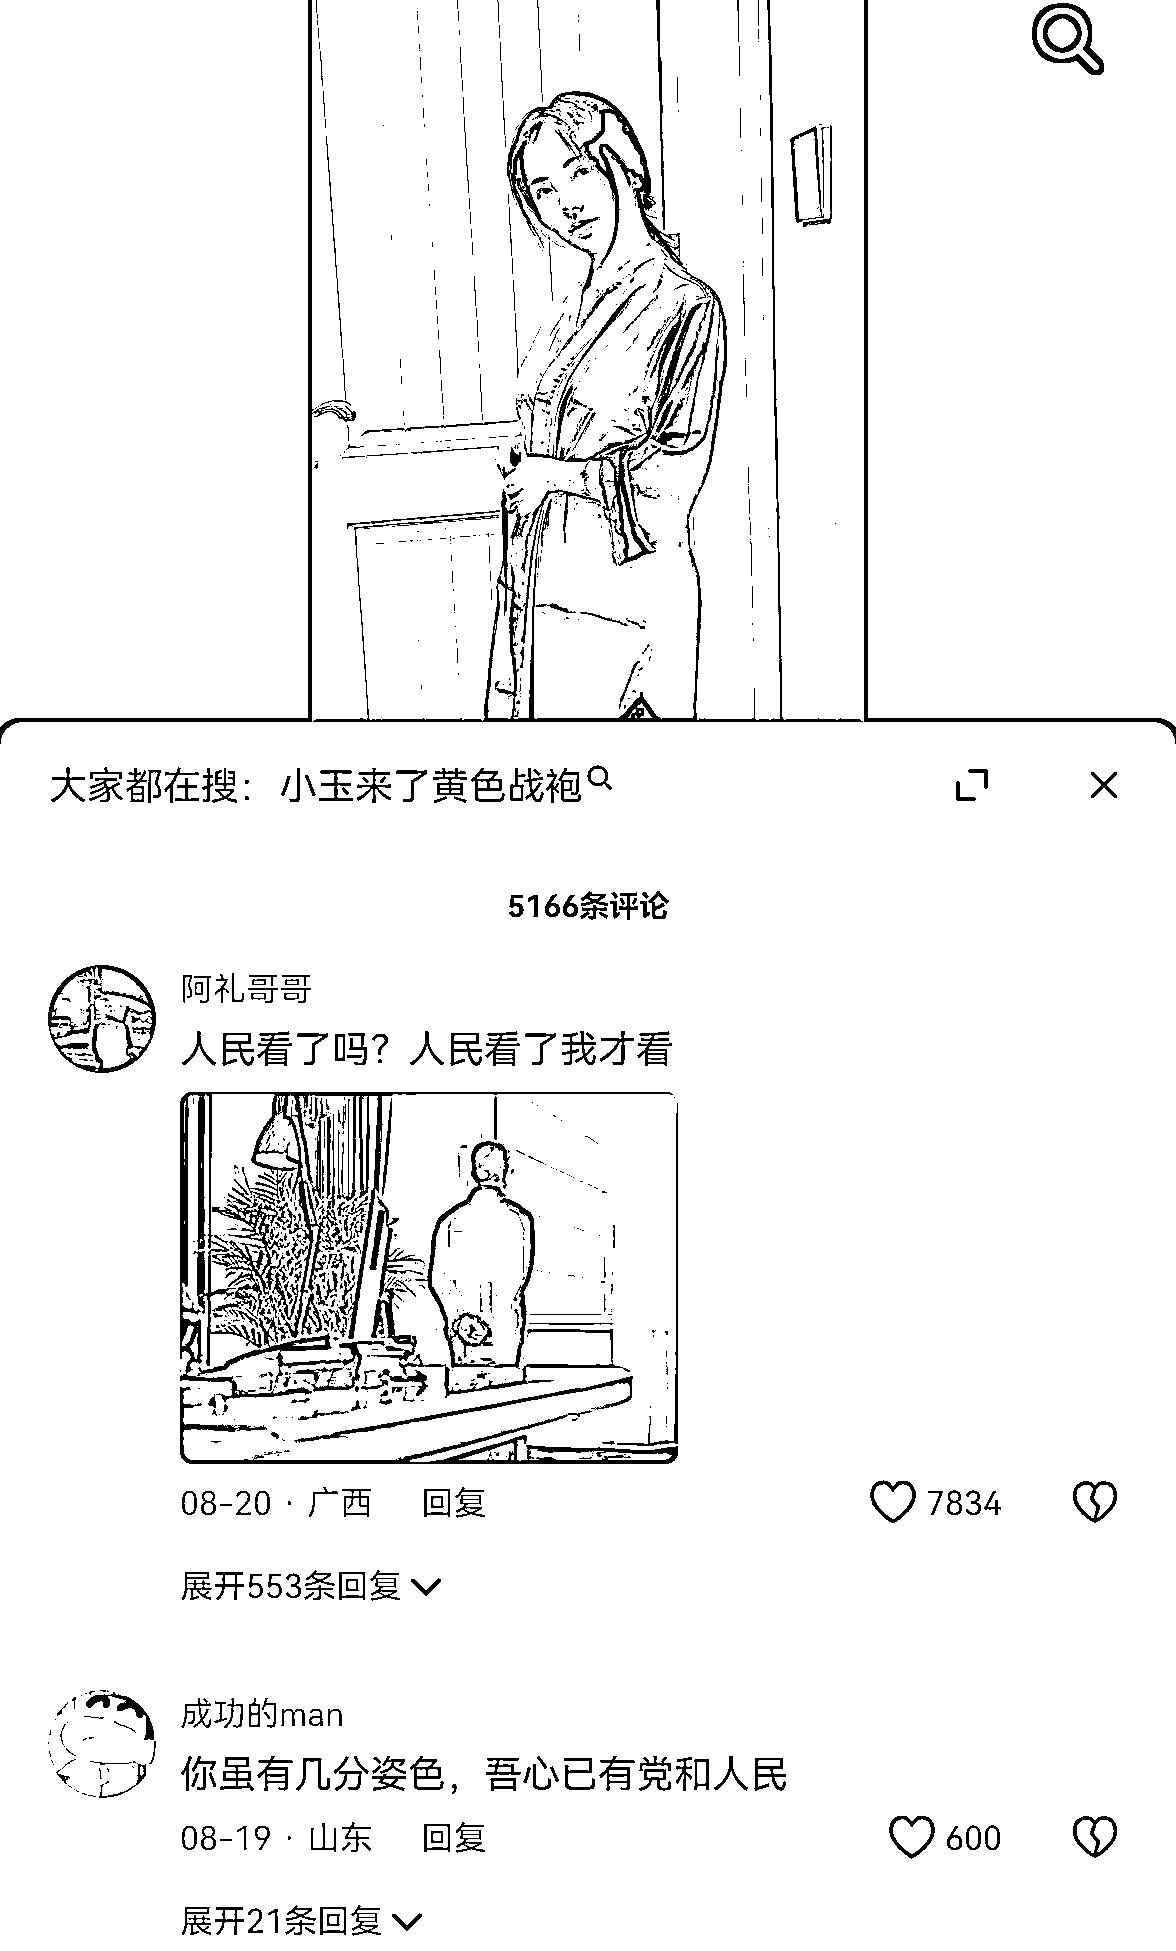 大家都在搜：小玉来了黄色战袍
5166条评论
阿礼哥哥
人民看了吗？人民看了我才看
08-20 · 广西 回复
7834
展开553条回复
成功的man
你虽有几分姿色，吾心已有党和人民
08-19 · 山东 回复
600
展开21条回复